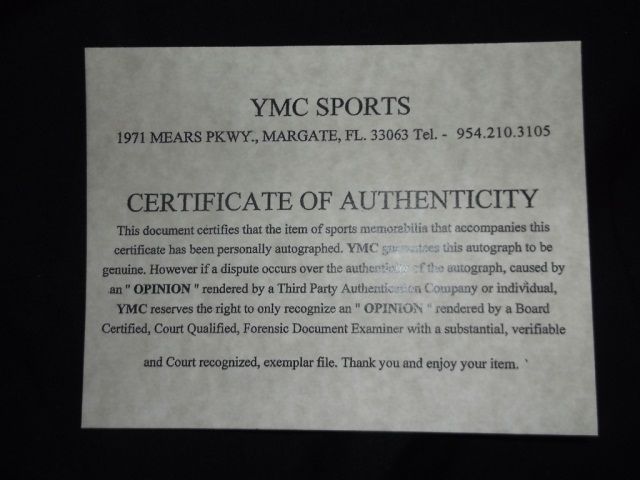 YMC SPORTS
1971 MEARS PKWY., MARGATE, FL. 33063 Tel. - 954.210.3105
CERTIFICATE OF AUTHENTICITY
This document certifies that the item of sports memorabilia that accompanies this
certificate has been personally autographed. YMC guarantees this autograph to be
genuine. However if a dispute occurs over the authenticity of the autograph, caused by
an " OPINION " rendered by a Third Party Authentication Company or individual,
YMC reserves the right to only recognize an " OPINION " rendered by a Board
Certified, Court Qualified, Forensic Document Examiner with a substantial, verifiable
and Court recognized, exemplar file. Thank you and enjoy your item.